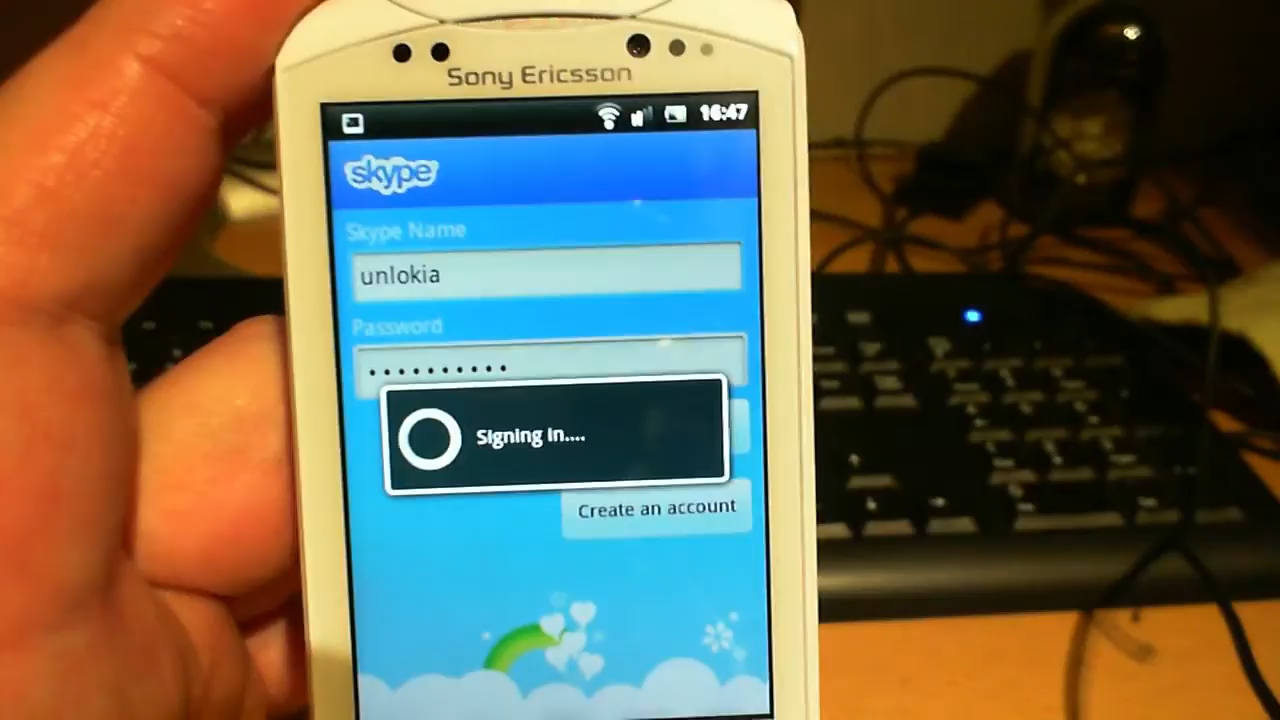 Sony Ericsson
16:47
skype
Skype Name
unlokia
Password
••••••••••
Signing in....
Create an account